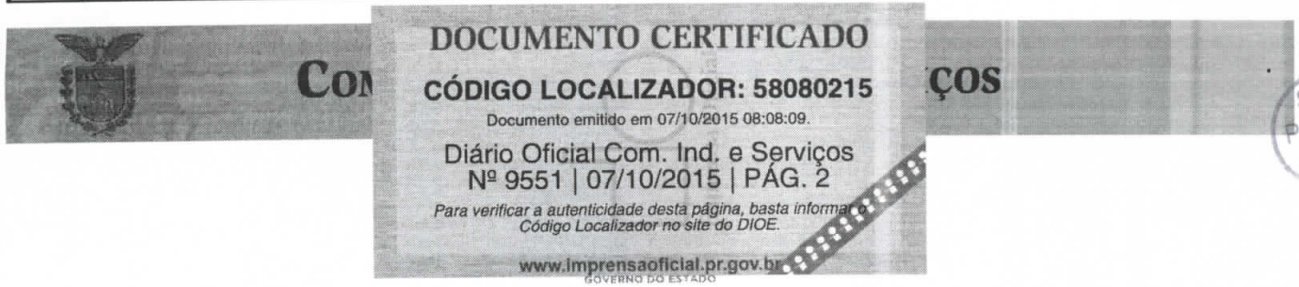 DOCUMENTO CERTIFICADO
COM
ÇOS
CÓDIGO LOCALIZADOR: 58080215
Documento emitido em 07/10/2015 08:08:09.
Diário Oficial Com. Ind. e Serviços
Nº 9551 | 07/10/2015 | PÁG. 2
Para verificar a autenticidade desta página, basta informar o
Código Localizador no site do DIOE.
www.imprensaoficial.pr.gov.br
GOVERNO DO ESTADO